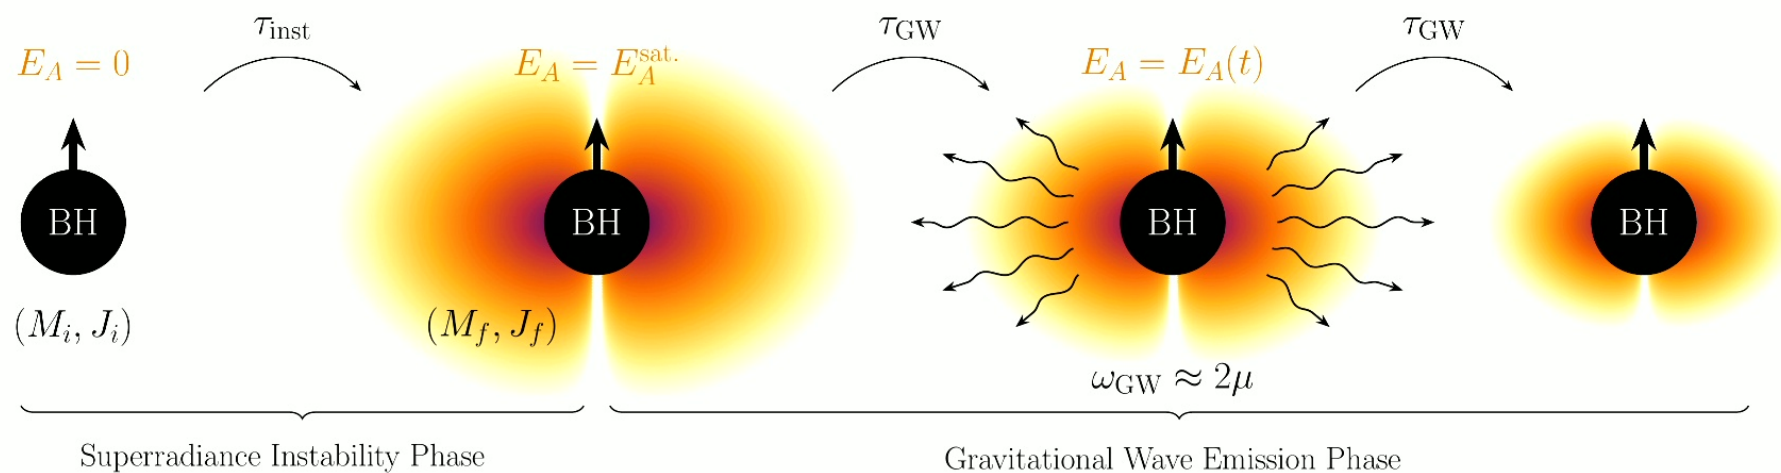 τ_inst
τ_GW
τ_GW
E_A = 0
E_A = E_A^sat.
E_A = E_A(t)
BH
BH
BH
BH
(M_i, J_i)
(M_f, J_f)
ω_GW ≈ 2μ
Superradiance Instability Phase
Gravitational Wave Emission Phase